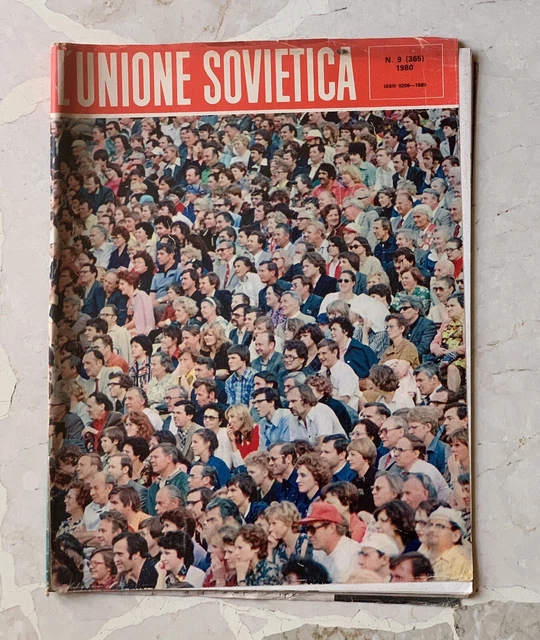 L'UNIONE SOVIETICA
N. 9 (365)
1980